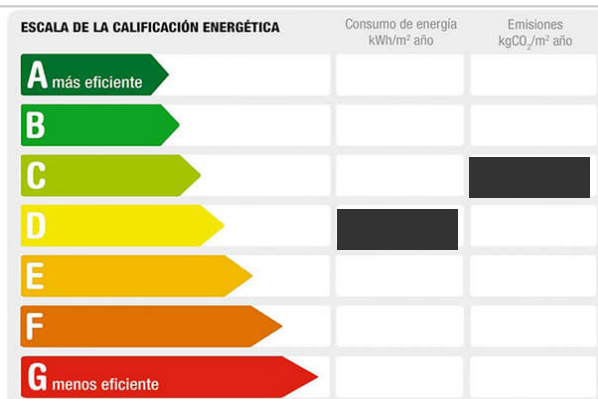 ESCALA DE LA CALIFICACIÓN ENERGÉTICA
Consumo de energía
kWh/m² año
Emisiones
kgCO₂/m² año
A más eficiente
B
C
D
E
F
G menos eficiente